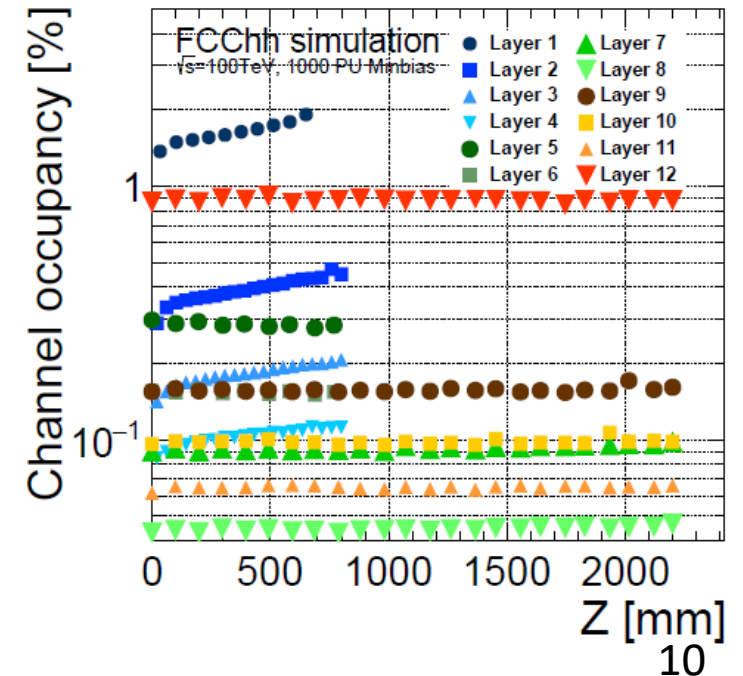 Channel occupancy [%]
FCChh simulation
√s=100TeV, 1000 PU Minbias
Layer 1
Layer 2
Layer 3
Layer 4
Layer 5
Layer 6
Layer 7
Layer 8
Layer 9
Layer 10
Layer 11
Layer 12
1
10⁻¹
0 500 1000 1500 2000
Z [mm]
10